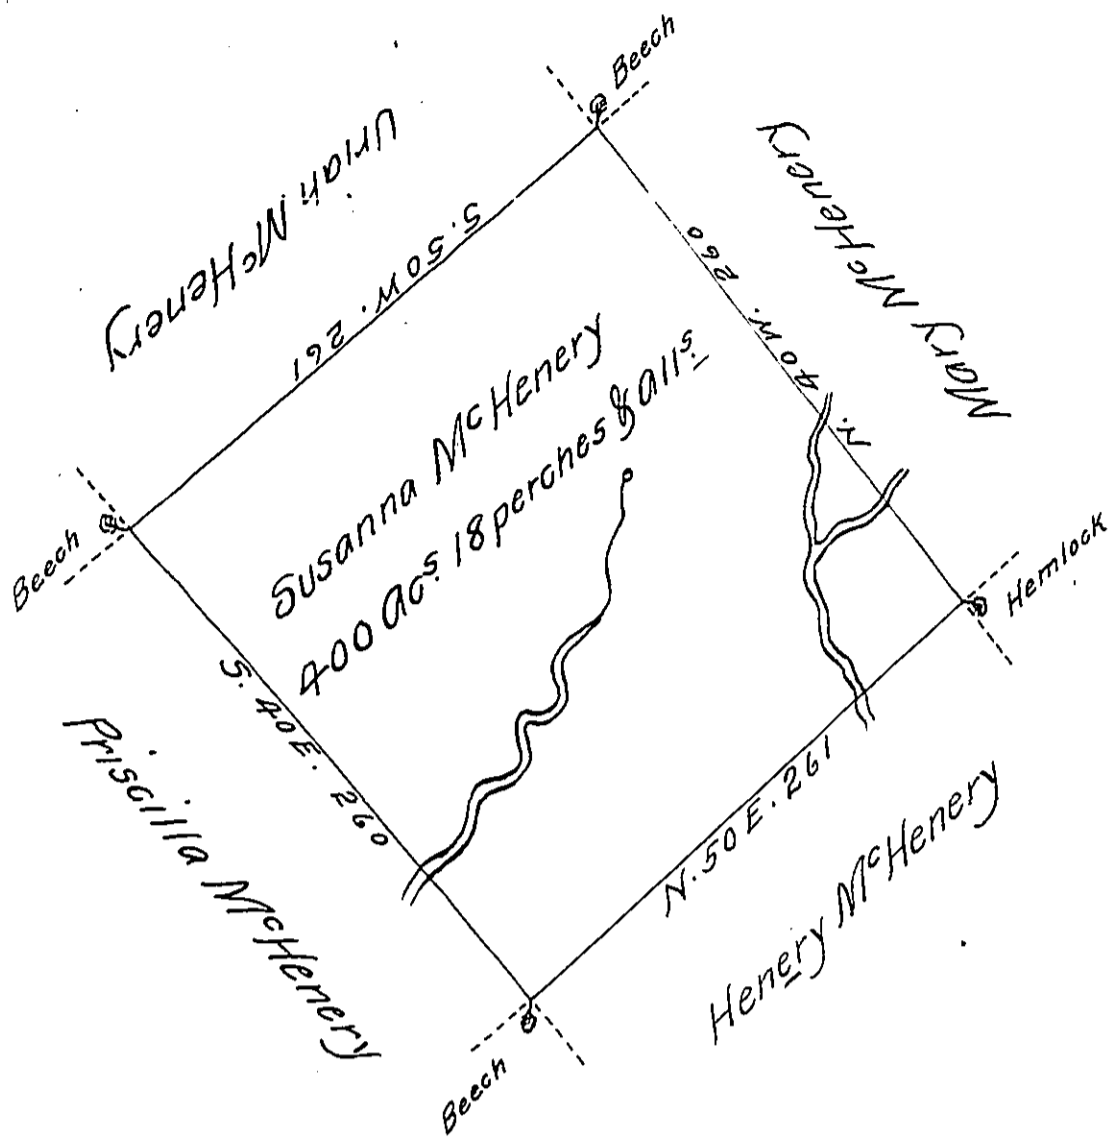 Beech
Uriah McHenery
S. 50 W. 261
Mary McHenery
N. 40 W. 260
Susanna McHenery
400 acs. 18 perches & alls.
Beech
Hemlock
S. 40 E. 260
Priscilla McHenery
N. 50 E. 261
Henery McHenery
Beech